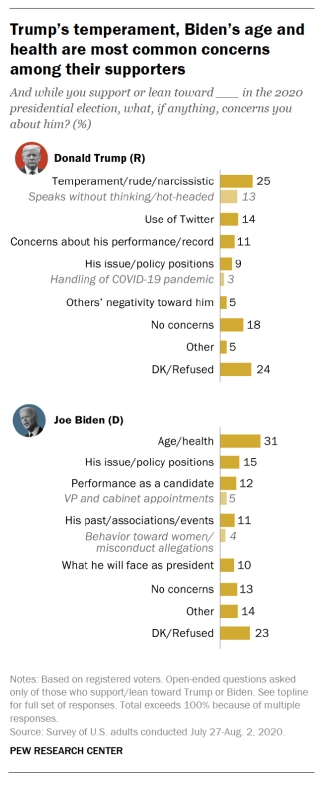 Trump's temperament, Biden's age and
health are most common concerns
among their supporters
And while you support or lean toward ___ in the 2020
presidential election, what, if anything, concerns you
about him? (%)
Donald Trump (R)
Temperament/rude/narcissistic 25
Speaks without thinking/hot-headed 13
Use of Twitter 14
Concerns about his performance/record 11
His issue/policy positions 9
Handling of COVID-19 pandemic 3
Others' negativity toward him 5
No concerns 18
Other 5
DK/Refused 24
Joe Biden (D)
Age/health 31
His issue/policy positions 15
Performance as a candidate 12
VP and cabinet appointments 5
His past/associations/events 11
Behavior toward women/ 4
misconduct allegations
What he will face as president 10
No concerns 13
Other 14
DK/Refused 23
Notes: Based on registered voters. Open-ended questions asked
only of those who support/lean toward Trump or Biden. See topline
for full set of responses. Total exceeds 100% because of multiple
responses.
Source: Survey of U.S. adults conducted July 27-Aug. 2, 2020.
PEW RESEARCH CENTER